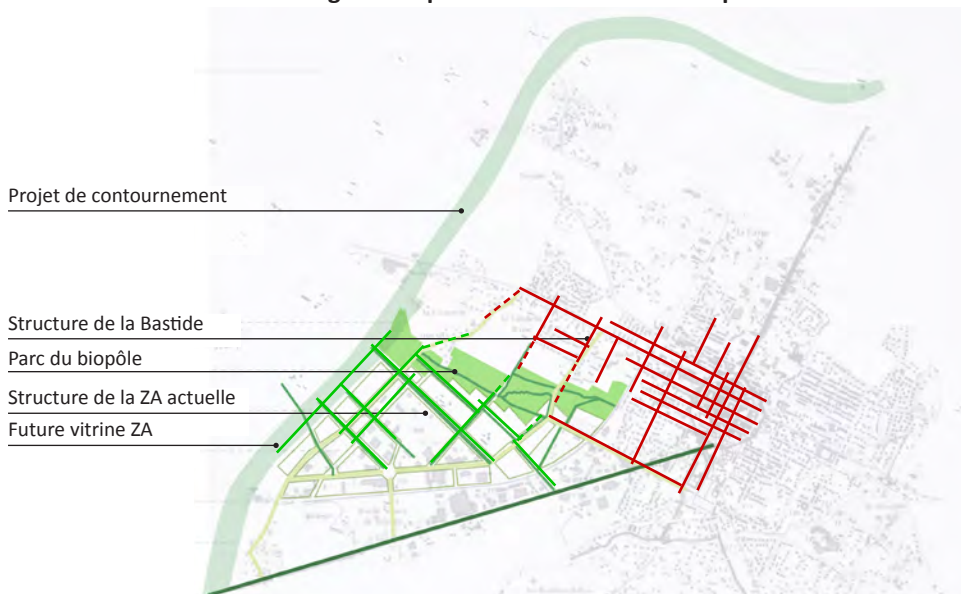 Projet de contournement
Structure de la Bastide
Parc du biopôle
Structure de la ZA actuelle
Future vitrine ZA